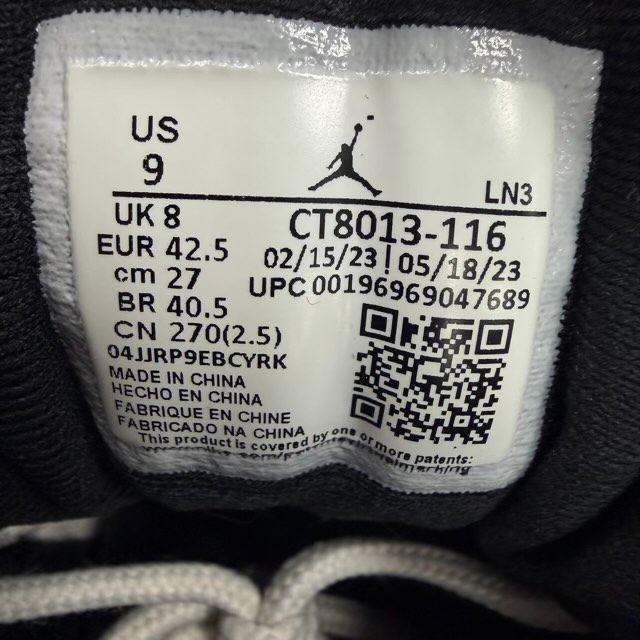 US
9
LN3
UK 8
EUR 42.5
cm 27
BR 40.5
CN 270(2.5)
CT8013-116
02/15/23 | 05/18/23
UPC 00196969047689
04JJRP9EBCYRK
MADE IN CHINA
HECHO EN CHINA
FABRIQUE EN CHINE
FABRICADO NA CHINA
This product is covered by one or more patents: